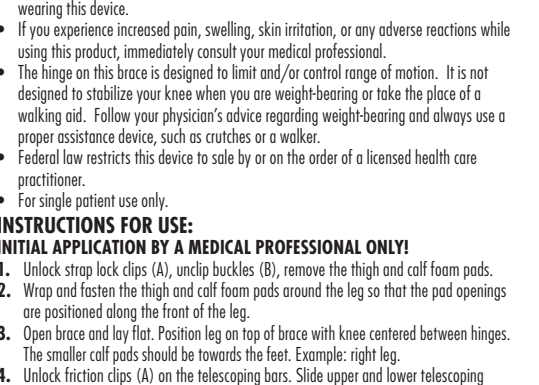 wearing this device.
• If you experience increased pain, swelling, skin irritation, or any adverse reactions while
using this product, immediately consult your medical professional.
• The hinge on this brace is designed to limit and/or control range of motion. It is not
designed to stabilize your knee when you are weight-bearing or take the place of a
walking aid. Follow your physician's advice regarding weight-bearing and always use a
proper assistance device, such as crutches or a walker.
• Federal law restricts this device to sale by or on the order of a licensed health care
practitioner.
• For single patient use only.
INSTRUCTIONS FOR USE:
INITIAL APPLICATION BY A MEDICAL PROFESSIONAL ONLY!
1. Unlock strap lock clips (A), unclip buckles (B), remove the thigh and calf foam pads.
2. Wrap and fasten the thigh and calf foam pads around the leg so that the pad openings
are positioned along the front of the leg.
3. Open brace and lay flat. Position leg on top of brace with knee centered between hinges.
The smaller calf pads should be towards the feet. Example: right leg.
4. Unlock friction clips (A) on the telescoping bars. Slide upper and lower telescoping